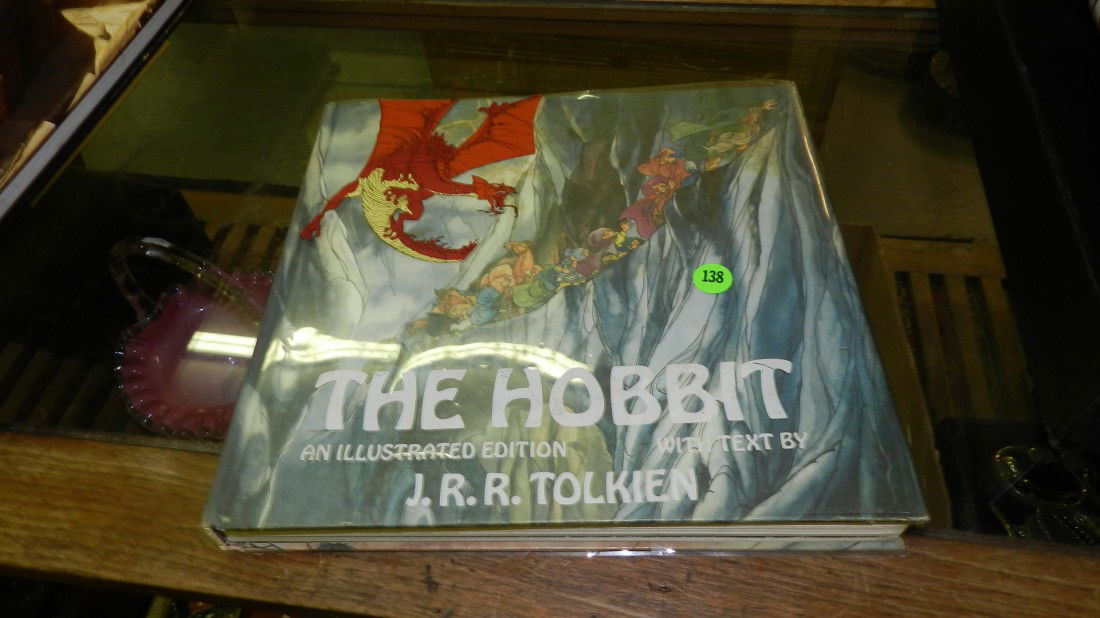 138
THE HOBBIT
AN ILLUSTRATED EDITION WITH TEXT BY
J. R. R. TOLKIEN